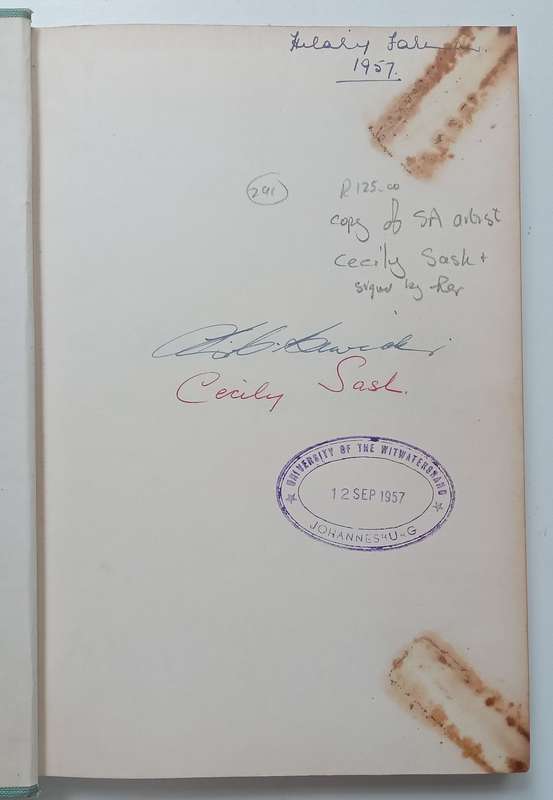 Hilary
1957.
291
R125.00
copy of SA artist
Cecily Sash +
signed by her
Cecily Sash.
UNIVERSITY OF THE WITWATERSRAND
12 SEP 1957
JOHANNESBURG